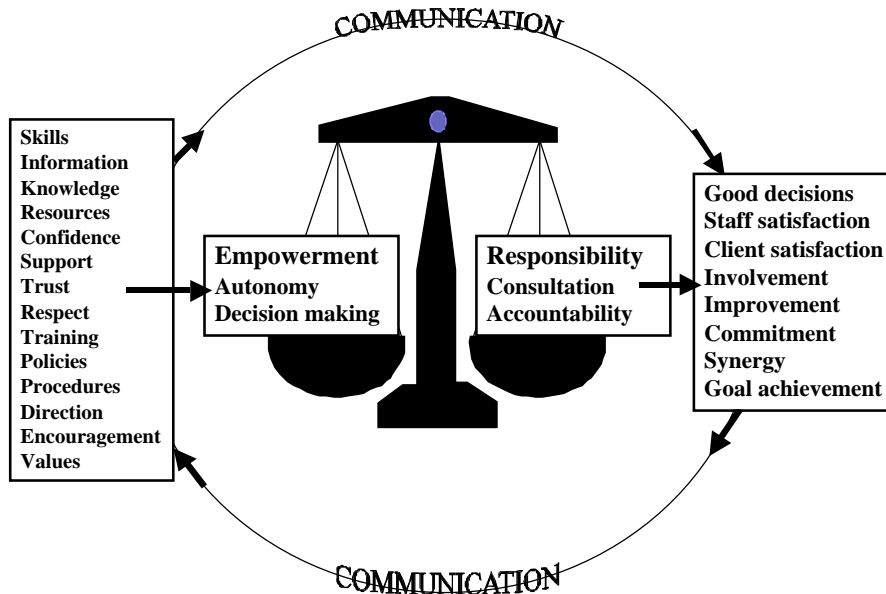 COMMUNICATION
Skills
Information
Knowledge
Resources
Confidence
Support
Trust
Respect
Training
Policies
Procedures
Direction
Encouragement
Values
Empowerment
Autonomy
Decision making
Responsibility
Consultation
Accountability
Good decisions
Staff satisfaction
Client satisfaction
Involvement
Improvement
Commitment
Synergy
Goal achievement
COMMUNICATION